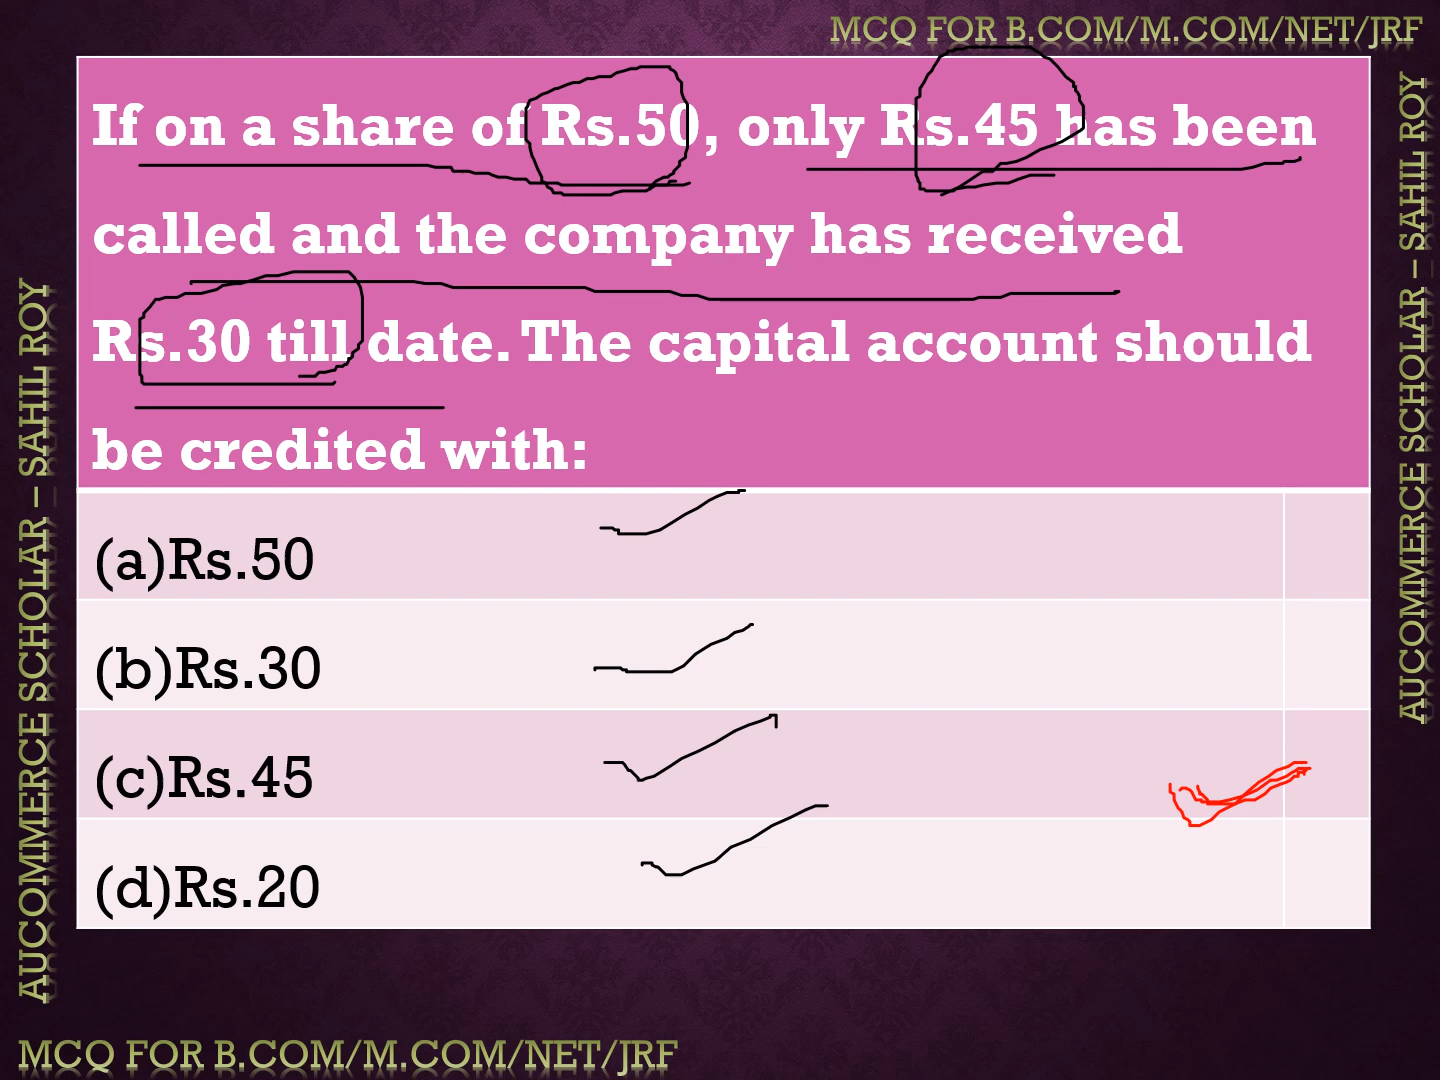 MCQ FOR B.COM/M.COM/NET/JRF
If on a share of Rs.50, only Rs.45 has been
called and the company has received
Rs.30 till date. The capital account should
be credited with:
(a)Rs.50
(b)Rs.30
(c)Rs.45
(d)Rs.20
AUCOMMERCE SCHOLAR – SAHIL ROY
AUCOMMERCE SCHOLAR – SAHIL ROY
MCQ FOR B.COM/M.COM/NET/JRF